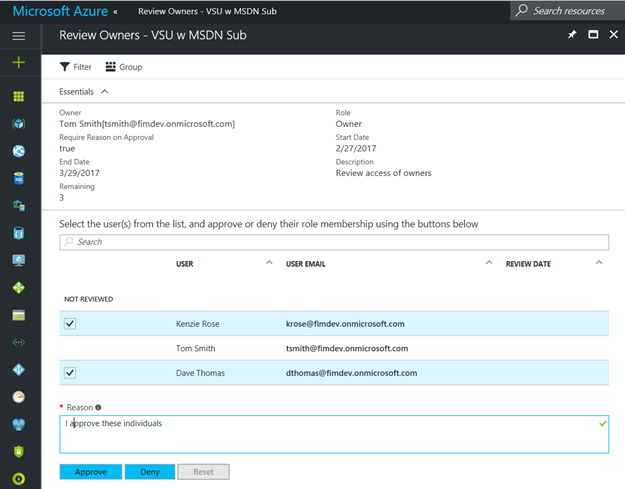 Microsoft Azure « Review Owners - VSU w MSDN Sub Search resources
Review Owners - VSU w MSDN Sub
Filter Group
Essentials
Owner Role
Tom Smith[tsmith@fimdev.onmicrosoft.com] Owner
Require Reason on Approval Start Date
true 2/27/2017
End Date Description
3/29/2017 Review access of owners
Remaining
3
Select the user(s) from the list, and approve or deny their role membership using the buttons below
Search
USER USER EMAIL REVIEW DATE
NOT REVIEWED
Kenzie Rose krose@fimdev.onmicrosoft.com
Tom Smith tsmith@fimdev.onmicrosoft.com
Dave Thomas dthomas@fimdev.onmicrosoft.com
* Reason
I approve these individuals
Approve Deny Reset